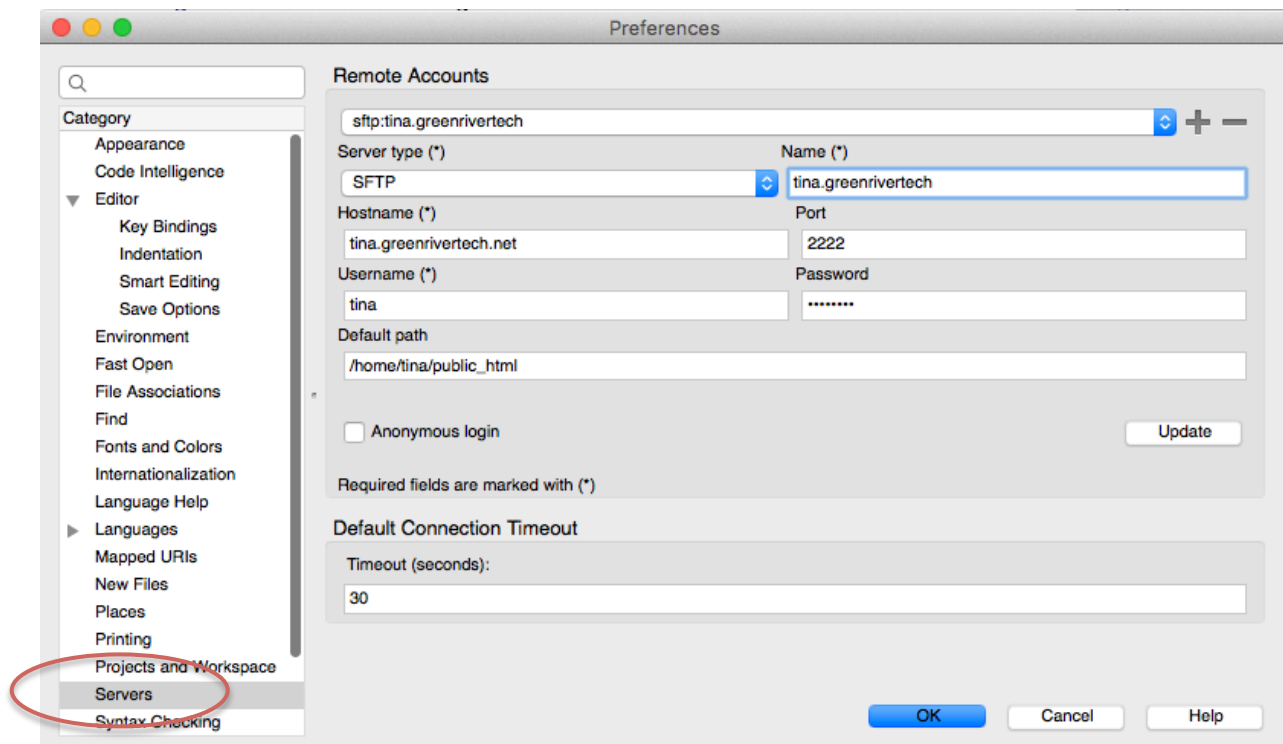 Preferences
Category
Appearance
Code Intelligence
Editor
Key Bindings
Indentation
Smart Editing
Save Options
Environment
Fast Open
File Associations
Find
Fonts and Colors
Internationalization
Language Help
Languages
Mapped URIs
New Files
Places
Printing
Projects and Workspace
Servers
Syntax Checking
Remote Accounts
sftp:tina.greenrivertech
Server type (*) Name (*)
SFTP tina.greenrivertech
Hostname (*) Port
tina.greenrivertech.net 2222
Username (*) Password
tina ••••••••
Default path
/home/tina/public_html
Anonymous login Update
Required fields are marked with (*)
Default Connection Timeout
Timeout (seconds):
30
OK Cancel Help